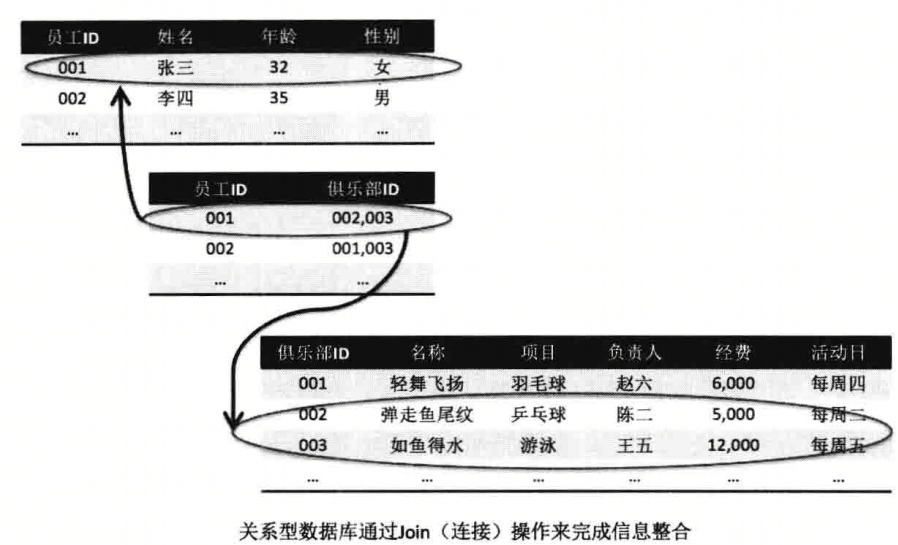 员工ID 姓名 年龄 性别
001 张三 32 女
002 李四 35 男
... ... ... ...
员工ID 俱乐部ID
001 002,003
002 001,003
... ...
俱乐部ID 名称 项目 负责人 经费 活动日
001 轻舞飞扬 羽毛球 赵六 6,000 每周四
002 弹走鱼尾纹 乒乓球 陈二 5,000 每周二
003 如鱼得水 游泳 王五 12,000 每周五
... ... ... ... ... ...
关系型数据库通过Join（连接）操作来完成信息整合